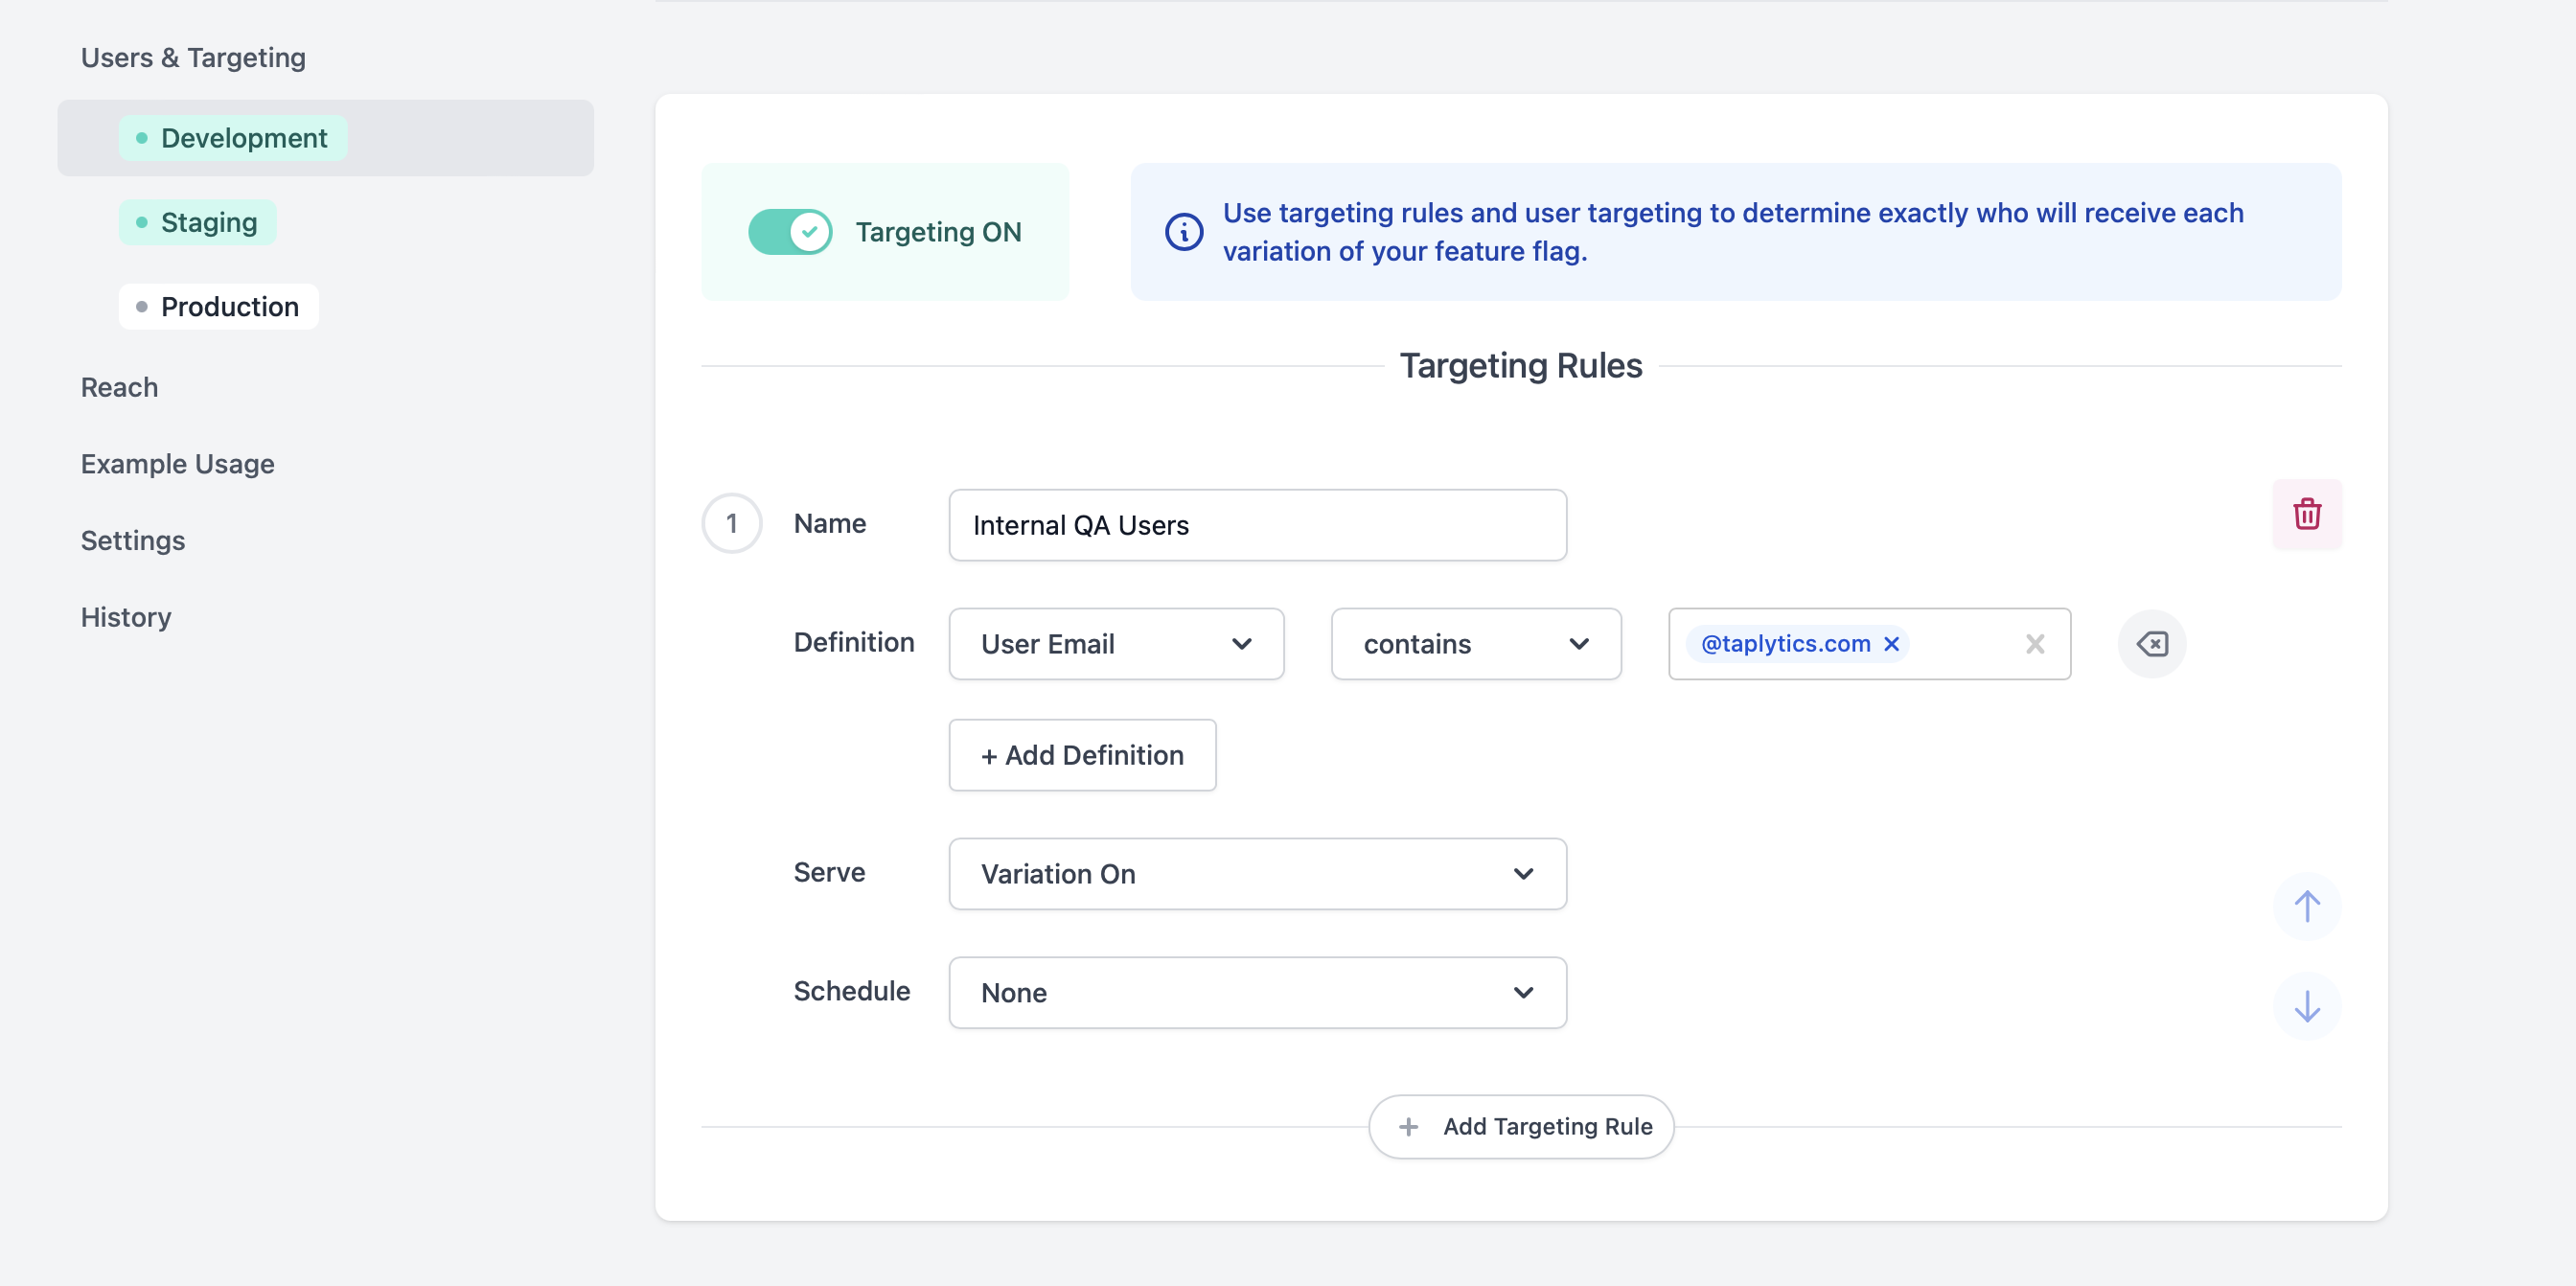 Users & Targeting
Development
Staging
Production
Reach
Example Usage
Settings
History
Targeting ON
Use targeting rules and user targeting to determine exactly who will receive each
variation of your feature flag.
Targeting Rules
1 Name Internal QA Users
Definition User Email contains @taplytics.com
+ Add Definition
Serve Variation On
Schedule None
+ Add Targeting Rule